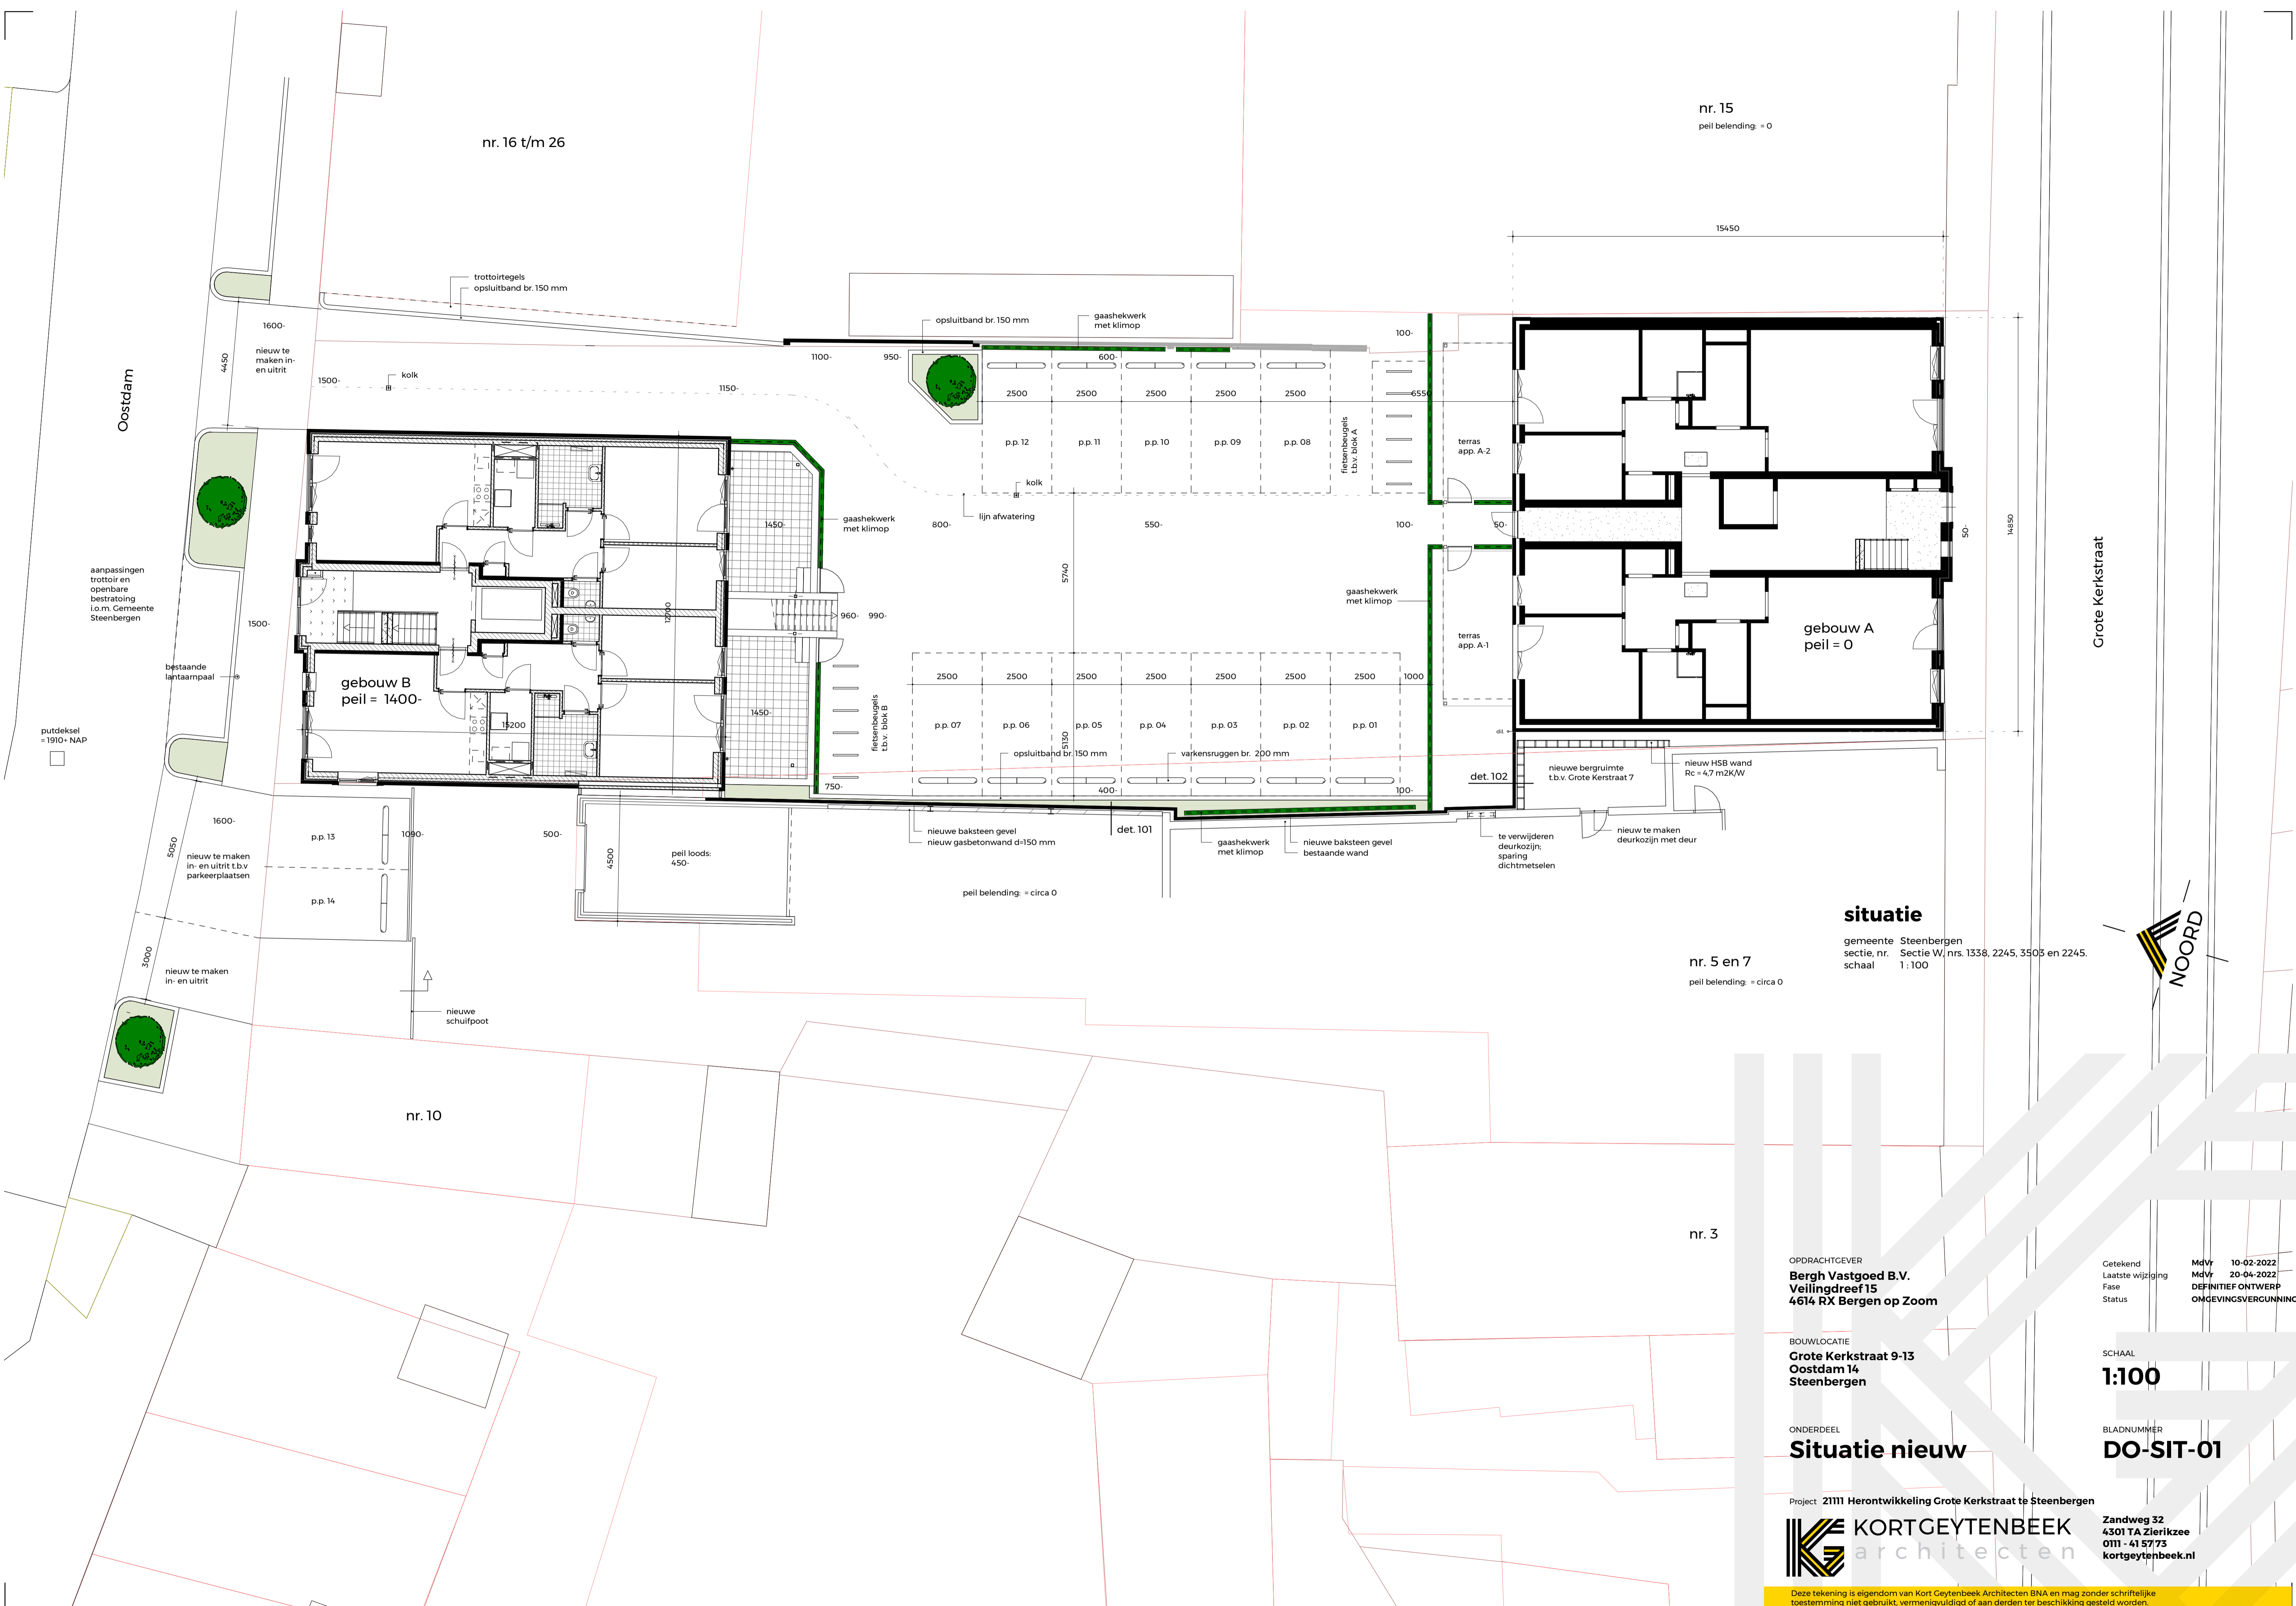 nr. 15
peil belending:  = 0
nr. 16 t/m 26
15450
trottoirtegels
opsluitband br. 150 mm
opsluitband br. 150 mm
gaashekwerk
met klimop
1600-
nieuw te
maken in-
en uitrit
4450
Oostdam
1500-
kolk
1150-
1100-
950-
600-
100-
2500
2500
2500
2500
2500
6550
p.p. 12
p.p. 11
p.p. 10
p.p. 09
p.p. 08
fietsenbeugels
t.b.v. blok A
terras
app. A-2
kolk
lijn afwatering
gaashekwerk
met klimop
1450-
800-
550-
100-
50-
50-
14850
Grote Kerkstraat
aanpassingen
trottoir en
openbare
bestratoing
i.o.m. Gemeente
Steenbergen
1500-
bestaande
lantaarnpaal
putdeksel
= 1910+ NAP
12700
960-
990-
5740
gaashekwerk
met klimop
terras
app. A-1
gebouw A
peil = 0
gebouw B
peil =  1400-
15200
1450-
fietsenbeugels
t.b.v.  blok B
2500
2500
2500
2500
2500
2500
2500
1000
p.p. 07
p.p. 06
p.p. 05
p.p. 04
p.p. 03
p.p. 02
p.p. 01
5130
opsluitband br. 150 mm
varkensruggen br.  200 mm
750-
400-
100-
dil.
det. 102
nieuwe bergruimte
t.b.v. Grote Kerstraat 7
nieuw HSB wand
Rc = 4,7 m2K/W
1600-
5050
p.p. 13
1090-
500-
nieuw te maken
in- en uitrit t.b.v
parkeerplaatsen
p.p. 14
4500
peil loods:
450-
nieuwe baksteen gevel
nieuw gasbetonwand d=150 mm
det. 101
gaashekwerk
met klimop
nieuwe baksteen gevel
bestaande wand
te verwijderen
deurkozijn;
sparing
dichtmetselen
nieuw te maken
deurkozijn met deur
peil belending:  = circa 0
3000
nieuw te maken
in- en uitrit
nieuwe
schuifpoot
situatie
gemeente  Steenbergen
sectie, nr.  Sectie W, nrs. 1338, 2245, 3503 en 2245.
schaal  1 : 100
NOORD
nr. 5 en 7
peil belending:  = circa 0
nr. 10
nr. 3
OPDRACHTGEVER
Bergh Vastgoed B.V.
Veilingdreef 15
4614 RX Bergen op Zoom
Getekend  MdVr  10-02-2022
Laatste wijziging  MdVr  20-04-2022
Fase  DEFINITIEF ONTWERP
Status  OMGEVINGSVERGUNNING
BOUWLOCATIE
Grote Kerkstraat 9-13
Oostdam 14
Steenbergen
SCHAAL
1:100
ONDERDEEL
Situatie nieuw
BLADNUMMER
DO-SIT-01
Project  21111 Herontwikkeling Grote Kerkstraat te Steenbergen
KORTGEYTENBEEK
architecten
Zandweg 32
4301 TA Zierikzee
0111 - 41 57 73
kortgeytenbeek.nl
Deze tekening is eigendom van Kort Geytenbeek Architecten BNA en mag zonder schriftelijke
toestemming niet gebruikt, vermenigvuldigd of aan derden ter beschikking gesteld worden.